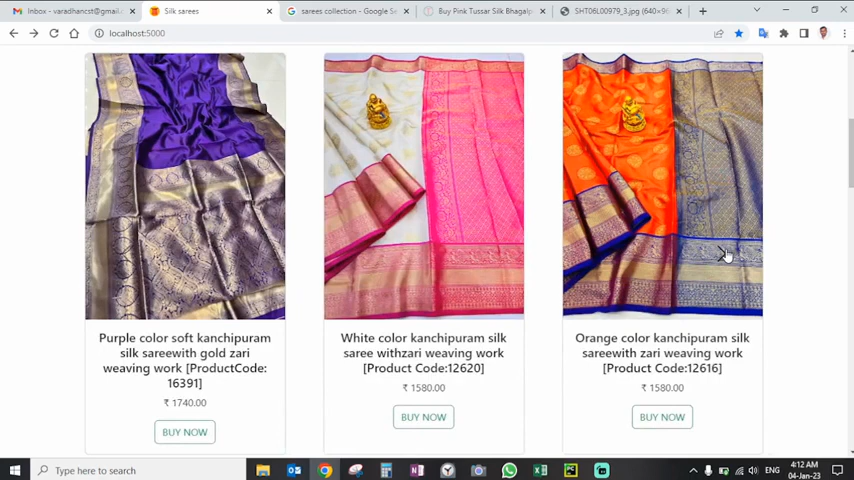 Inbox - varadhancst@gmail.c
Silk sarees
sarees collection - Google Se
Buy Pink Tussar Silk Bhagalp
SHT06L00979_3.jpg (640×96
localhost:5000
Purple color soft kanchipuram
silk sareewith gold zari
weaving work [ProductCode:
16391]
₹ 1740.00
BUY NOW
White color kanchipuram silk
saree withzari weaving work
[Product Code:12620]
₹ 1580.00
BUY NOW
Orange color kanchipuram silk
sareewith zari weaving work
[Product Code:12616]
₹ 1580.00
BUY NOW
Type here to search
ENG
4:12 AM
04-Jan-23